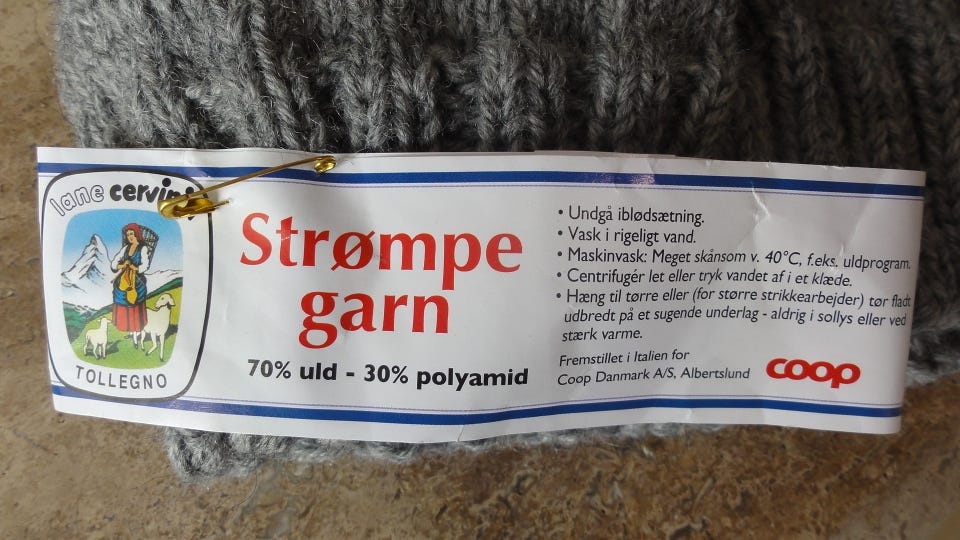 lane cervinia
TOLLEGNO
Strømpe
garn
70% uld - 30% polyamid
• Undgå iblødsætning.
• Vask i rigeligt vand.
• Maskinvask: Meget skånsom v. 40°C, f.eks. uldprogram.
• Centrifugér let eller tryk vandet af i et klæde.
• Hæng til tørre eller (for større strikkearbejder) tør fladt
udbredt på et sugende underlag - aldrig i sollys eller ved
stærk varme.
Fremstillet i Italien for
Coop Danmark A/S, Albertslund
coop